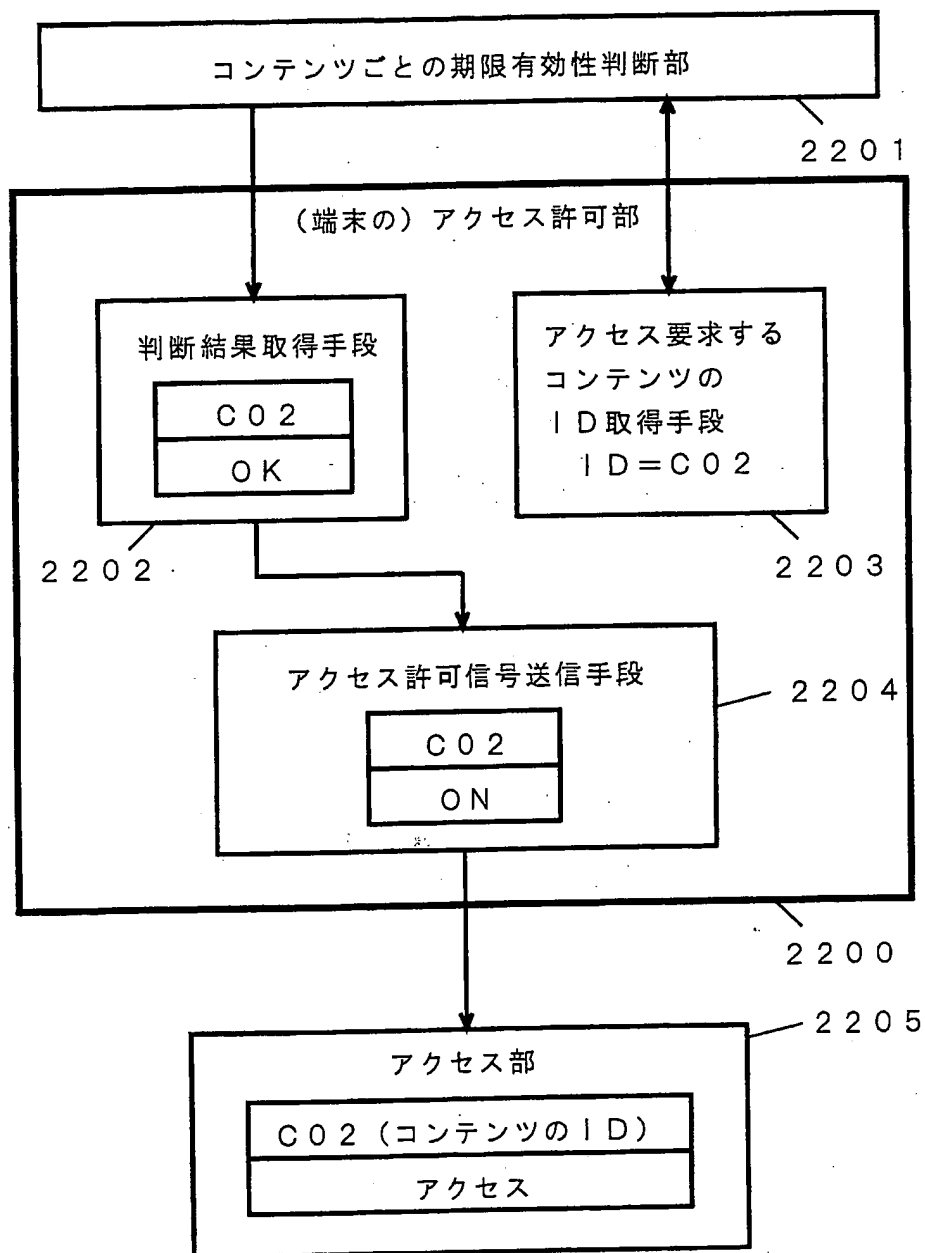 コンテンツごとの期限有効性判断部
2201
(端末の)アクセス許可部
判断結果取得手段
C02
OK
2202
アクセス要求する
コンテンツの
ID取得手段
ID=C02
2203
アクセス許可信号送信手段
C02
ON
2204
2200
アクセス部
C02(コンテンツのID)
アクセス
2205